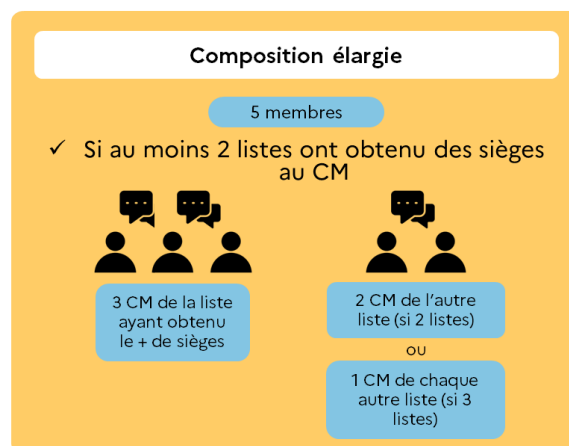 Composition élargie
5 membres
✓ Si au moins 2 listes ont obtenu des sièges
au CM
3 CM de la liste
ayant obtenu
le + de sièges
2 CM de l'autre
liste (si 2 listes)
ou
1 CM de chaque
autre liste (si 3
listes)